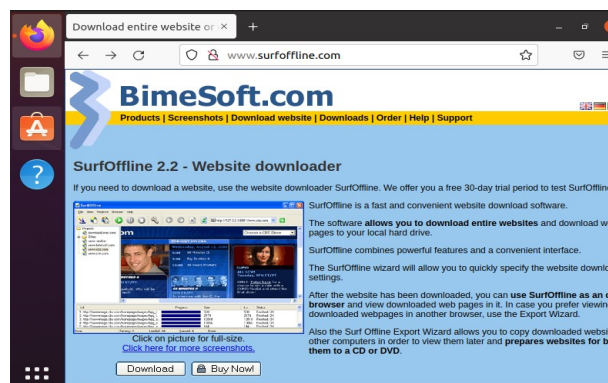 Download entire website or
www.surfoffline.com
BimeSoft.com
Products | Screenshots | Download website | Downloads | Order | Help | Support
SurfOffline 2.2 - Website downloader
If you need to download a website, use the website downloader SurfOffline. We offer you a free 30-day trial period to test SurfOffline
SurfOffline is a fast and convenient website download software.
The software allows you to download entire websites and download
pages to your local hard drive.
SurfOffline combines powerful features and a convenient interface.
The SurfOffline wizard will allow you to quickly specify the website
settings.
After the website has been downloaded, you can use SurfOffline as an
browser and view downloaded web pages in it. In case you prefer
downloaded webpages in another browser, use the Export Wizard.
Also the Surf Offline Export Wizard allows you to copy downloaded
other computers in order to view them later and prepares websites for
them to a CD or DVD.
Click on picture for full-size.
Click here for more screenshots.
Download
Buy Now!